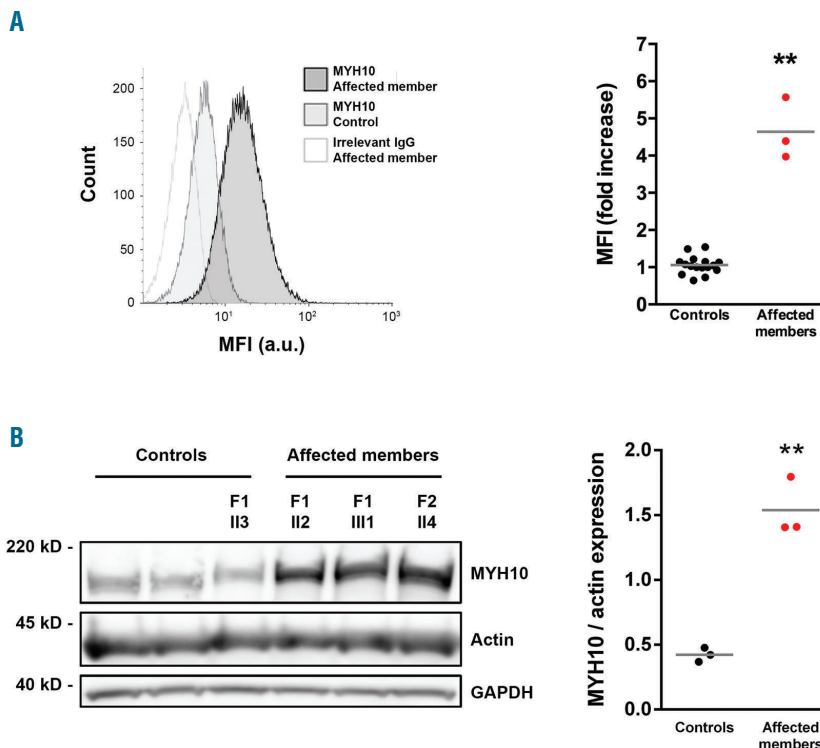 A
200
150
100
50
0
Count
10¹
10²
10³
MFI (a.u.)
MYH10
Affected member
MYH10
Control
Irrelevant IgG
Affected member
7
6
5
4
3
2
1
0
MFI (fold increase)
**
Controls
Affected
members
B
Controls
Affected members
F1
II3
F1
II2
F1
III1
F2
II4
220 kD -
MYH10
45 kD -
Actin
40 kD -
GAPDH
2.0
1.5
1.0
0.5
0.0
MYH10 / actin expression
**
Controls
Affected
members